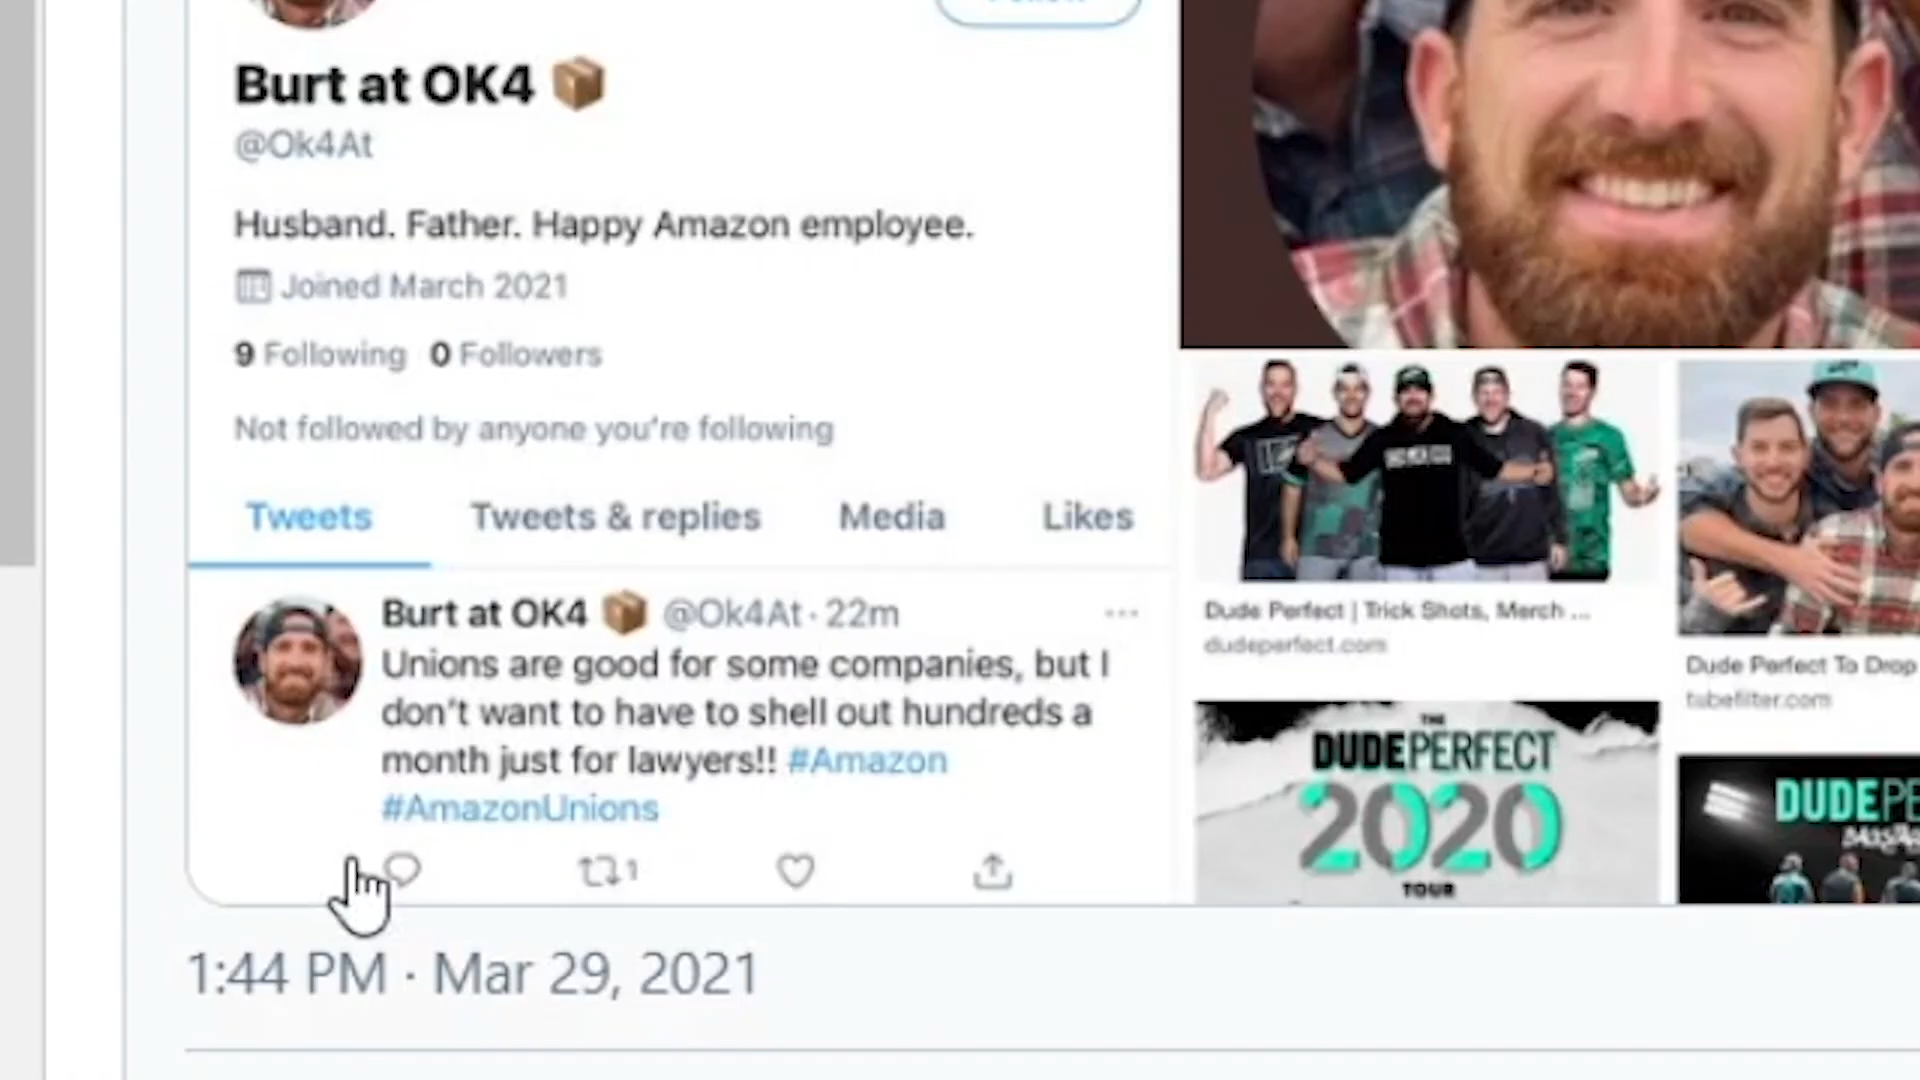 Burt at OK4
@Ok4At
Husband. Father. Happy Amazon employee.
Joined March 2021
9 Following 0 Followers
Not followed by anyone you're following
Tweets Tweets & replies Media Likes
Burt at OK4 @Ok4At · 22m
Unions are good for some companies, but I
don't want to have to shell out hundreds a
month just for lawyers!! #Amazon
#AmazonUnions
1
1:44 PM · Mar 29, 2021
Dude Perfect | Trick Shots, Merch ...
dudeperfect.com
Dude Perfect To Drop
tubefilter.com
THE
DUDE PERFECT
2020
TOUR
DUDE PE